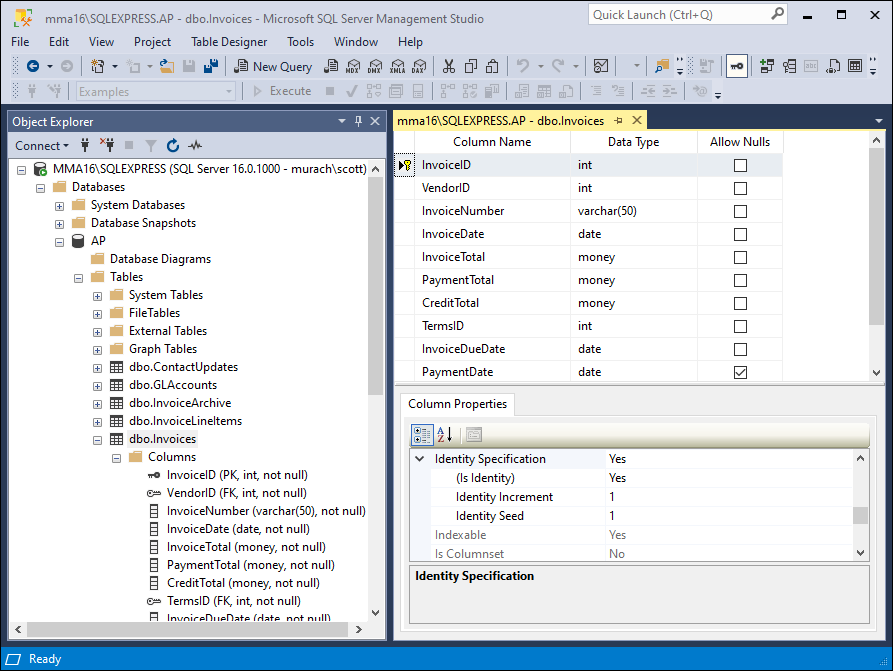 mma16\SQLEXPRESS.AP - dbo.Invoices - Microsoft SQL Server Management Studio
Quick Launch (Ctrl+Q)
File Edit View Project Table Designer Tools Window Help
New Query MDX DMX XMLA DAX
Examples Execute
Object Explorer
Connect
MMA16\SQLEXPRESS (SQL Server 16.0.1000 - murach\scott)
Databases
System Databases
Database Snapshots
AP
Database Diagrams
Tables
System Tables
FileTables
External Tables
Graph Tables
dbo.ContactUpdates
dbo.GLAccounts
dbo.InvoiceArchive
dbo.InvoiceLineItems
dbo.Invoices
Columns
InvoiceID (PK, int, not null)
VendorID (FK, int, not null)
InvoiceNumber (varchar(50), not null)
InvoiceDate (date, not null)
InvoiceTotal (money, not null)
PaymentTotal (money, not null)
CreditTotal (money, not null)
TermsID (FK, int, not null)
InvoiceDueDate (date, not null)
mma16\SQLEXPRESS.AP - dbo.Invoices
Column Name Data Type Allow Nulls
InvoiceID int
VendorID int
InvoiceNumber varchar(50)
InvoiceDate date
InvoiceTotal money
PaymentTotal money
CreditTotal money
TermsID int
InvoiceDueDate date
PaymentDate date
Column Properties
A
Z
Identity Specification Yes
(Is Identity) Yes
Identity Increment 1
Identity Seed 1
Indexable Yes
Is Columnset No
Identity Specification
Ready